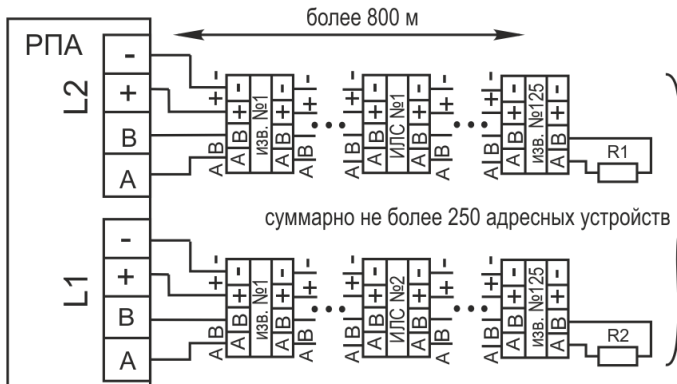 более 800 м
РПА
L2
-
+
B
A
- + B A
- + B A
изв. №1
- + B A
- + B A
• • •
- + B A
- + B A
ИЛС №1
- + B A
- + B A
• • •
- + B A
- + B A
изв. №125
- + B A
R1
суммарно не более 250 адресных устройств
L1
-
+
B
A
- + B A
- + B A
изв. №1
- + B A
- + B A
• • •
- + B A
- + B A
ИЛС №2
- + B A
- + B A
• • •
- + B A
- + B A
изв. №125
- + B A
R2